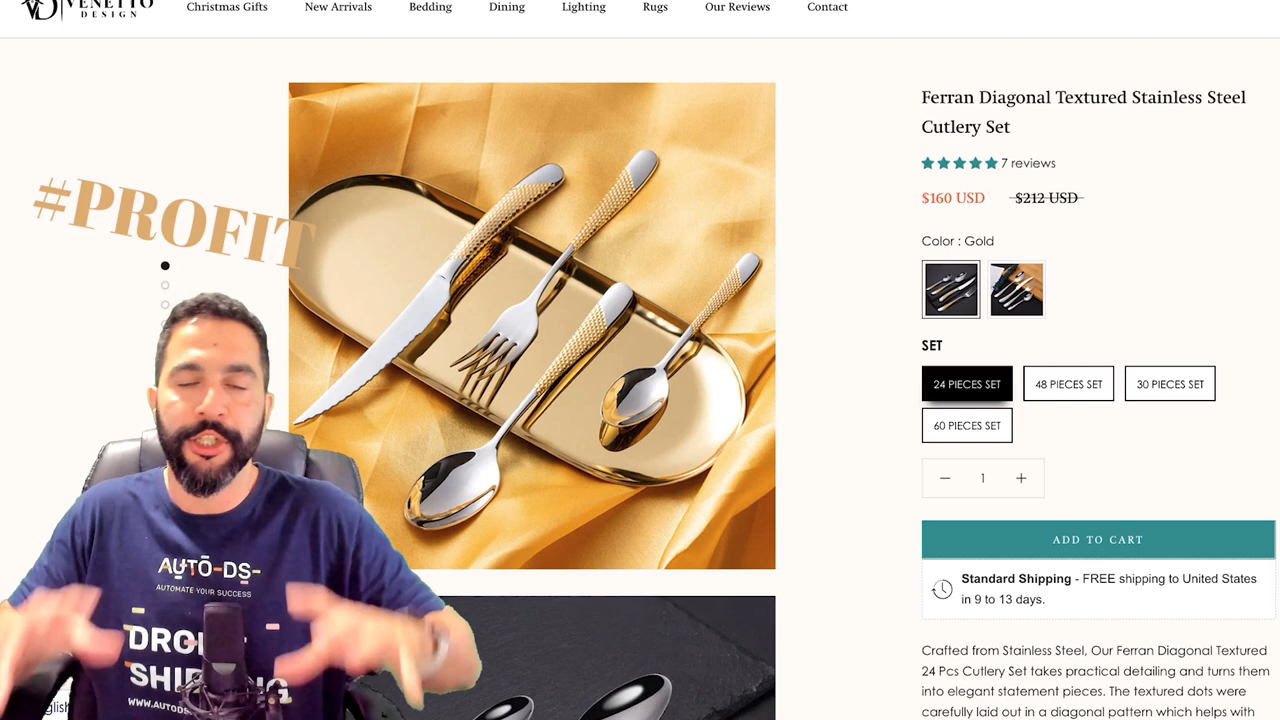 VENETTO
DESIGN
Christmas Gifts
New Arrivals
Bedding
Dining
Lighting
Rugs
Our Reviews
Contact
#PROFIT
Ferran Diagonal Textured Stainless Steel
Cutlery Set
7 reviews
$160 USD $212 USD
Color : Gold
SET
24 PIECES SET
48 PIECES SET
30 PIECES SET
60 PIECES SET
1
ADD TO CART
Standard Shipping - FREE shipping to United States
in 9 to 13 days.
Crafted from Stainless Steel, Our Ferran Diagonal Textured
24 Pcs Cutlery Set takes practical detailing and turns them
into elegant statement pieces. The textured dots were
carefully laid out in a diagonal pattern which helps with
AUTO-DS-
AUTOMATE YOUR SUCCESS